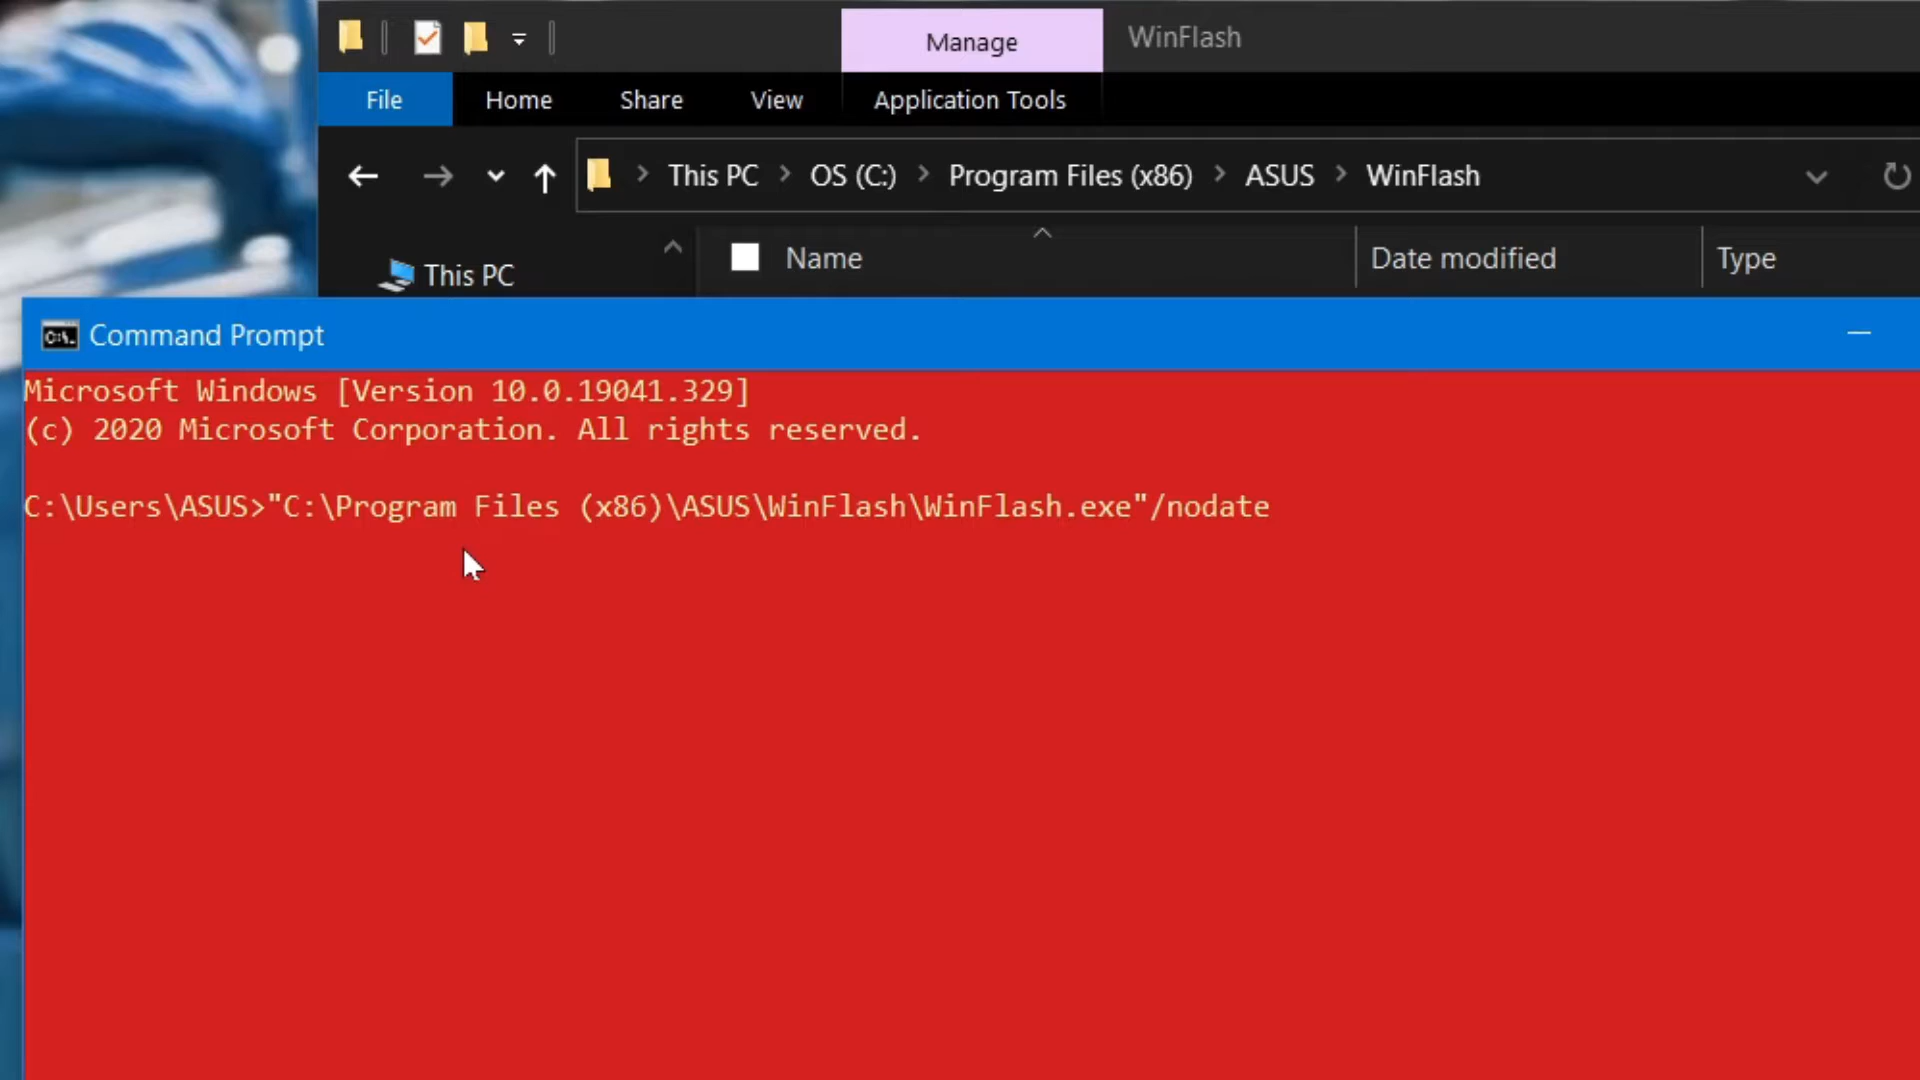 Manage
WinFlash
File
Home
Share
View
Application Tools
This PC
OS (C:)
Program Files (x86)
ASUS
WinFlash
Name
Date modified
Type
This PC
C:\.
Command Prompt
Microsoft Windows [Version 10.0.19041.329]
(c) 2020 Microsoft Corporation. All rights reserved.
C:\Users\ASUS>"C:\Program Files (x86)\ASUS\WinFlash\WinFlash.exe"/nodate